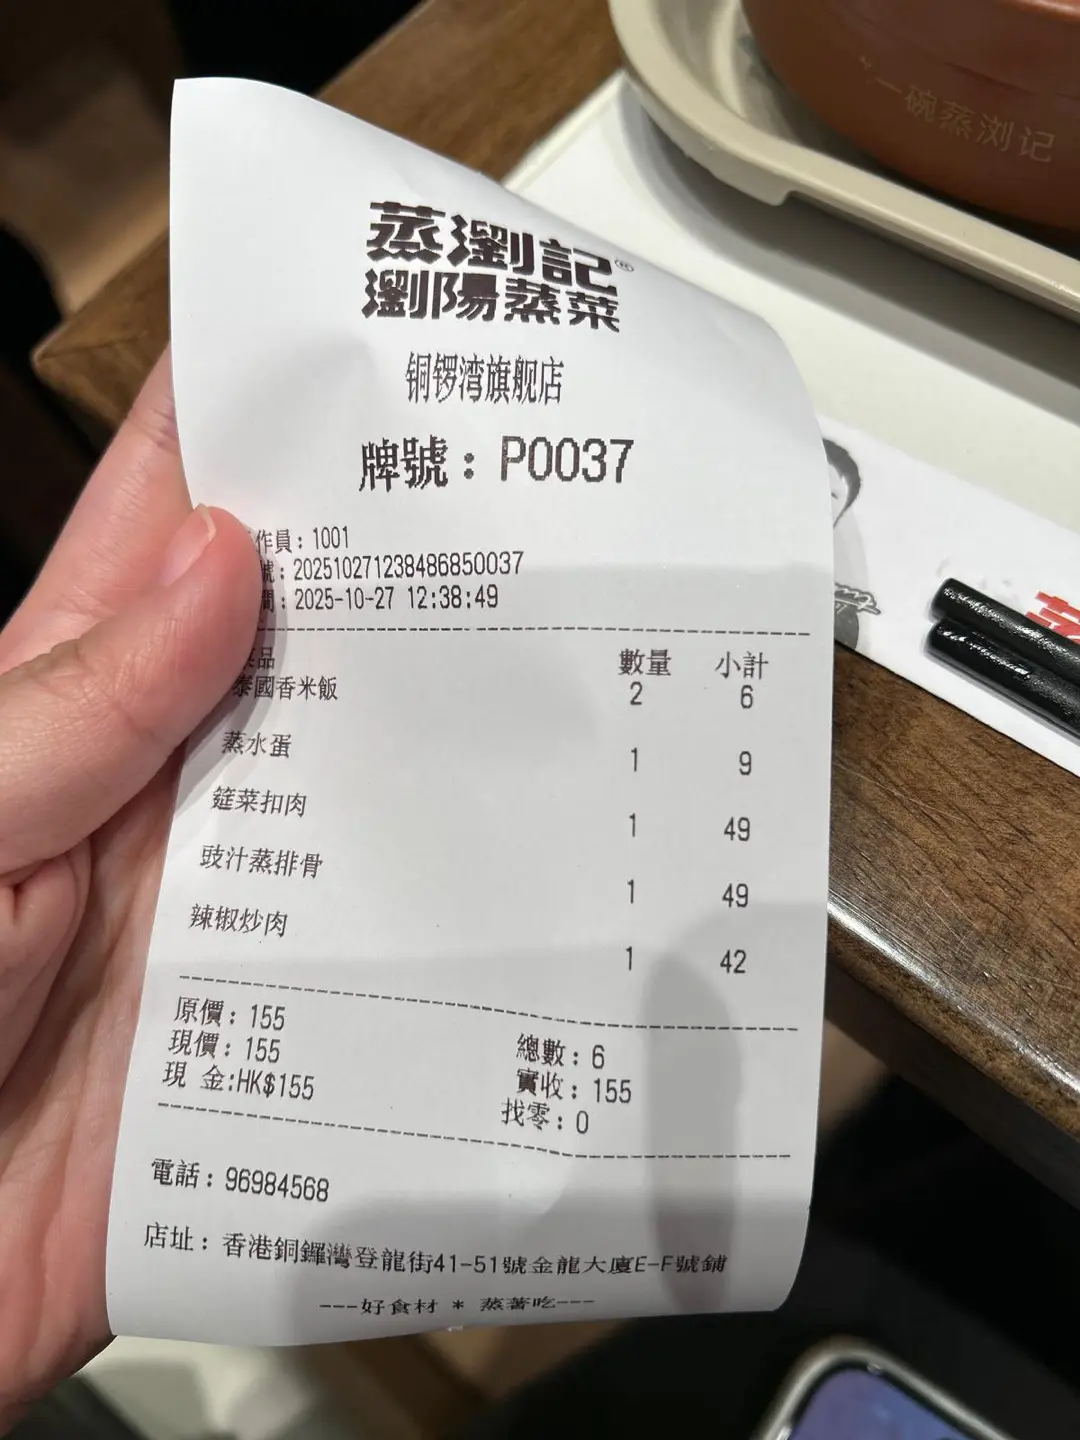 一碗蒸浏记
蒸瀏記®
瀏陽蒸菜
铜锣湾旗舰店
牌號：P0037
作員：1001
號：202510271238486850037
間：2025-10-27 12:38:49
菜品 數量 小計
泰國香米飯 2 6
蒸水蛋 1 9
筵菜扣肉 1 49
豉汁蒸排骨 1 49
辣椒炒肉 1 42
原價：155
現價：155 總數：6
現 金:HK$155 實收：155
找零：0
電話：96984568
店址：香港銅鑼灣登龍街41-51號金龍大廈E-F號鋪
---好食材 * 蒸著吃---